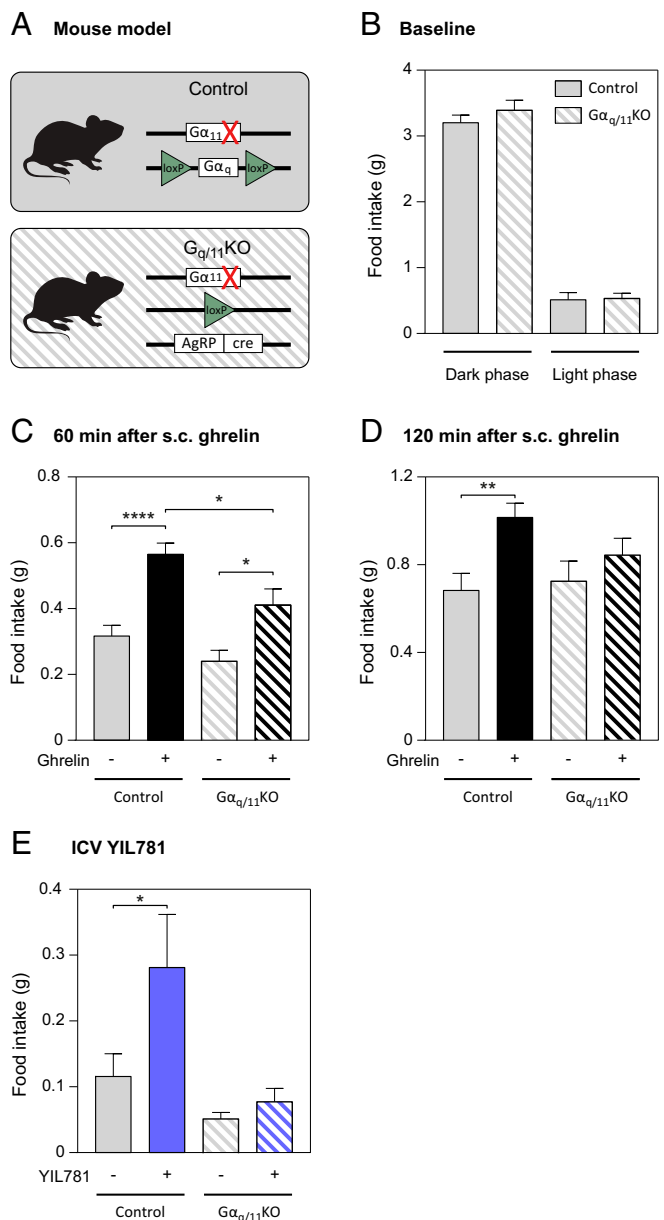 A Mouse model
Control
Gα11
loxP Gαq loxP
Gq/11KO
Gα11
loxP
AgRP cre
B Baseline
4
3
2
1
0
Food intake (g)
Control
Gαq/11KO
Dark phase Light phase
C 60 min after s.c. ghrelin
0.8
0.6
0.4
0.2
0
Food intake (g)
**** * *
Ghrelin - + - +
Control Gαq/11KO
D 120 min after s.c. ghrelin
1.2
0.8
0.4
0
Food intake (g)
**
Ghrelin - + - +
Control Gαq/11KO
E ICV YIL781
0.4
0.3
0.2
0.1
0
Food intake (g)
*
YIL781 - + - +
Control Gαq/11KO